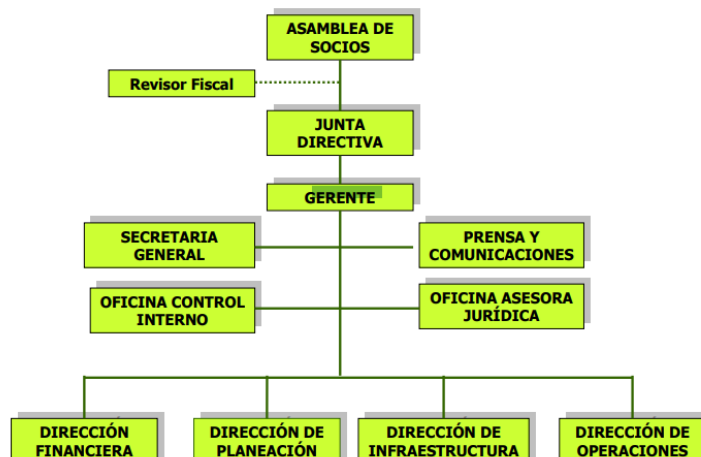 ASAMBLEA DE
SOCIOS
Revisor Fiscal
JUNTA
DIRECTIVA
GERENTE
SECRETARIA
GENERAL
PRENSA Y
COMUNICACIONES
OFICINA CONTROL
INTERNO
OFICINA ASESORA
JURÍDICA
DIRECCIÓN
FINANCIERA
DIRECCIÓN DE
PLANEACIÓN
DIRECCIÓN DE
INFRAESTRUCTURA
DIRECCIÓN DE
OPERACIONES